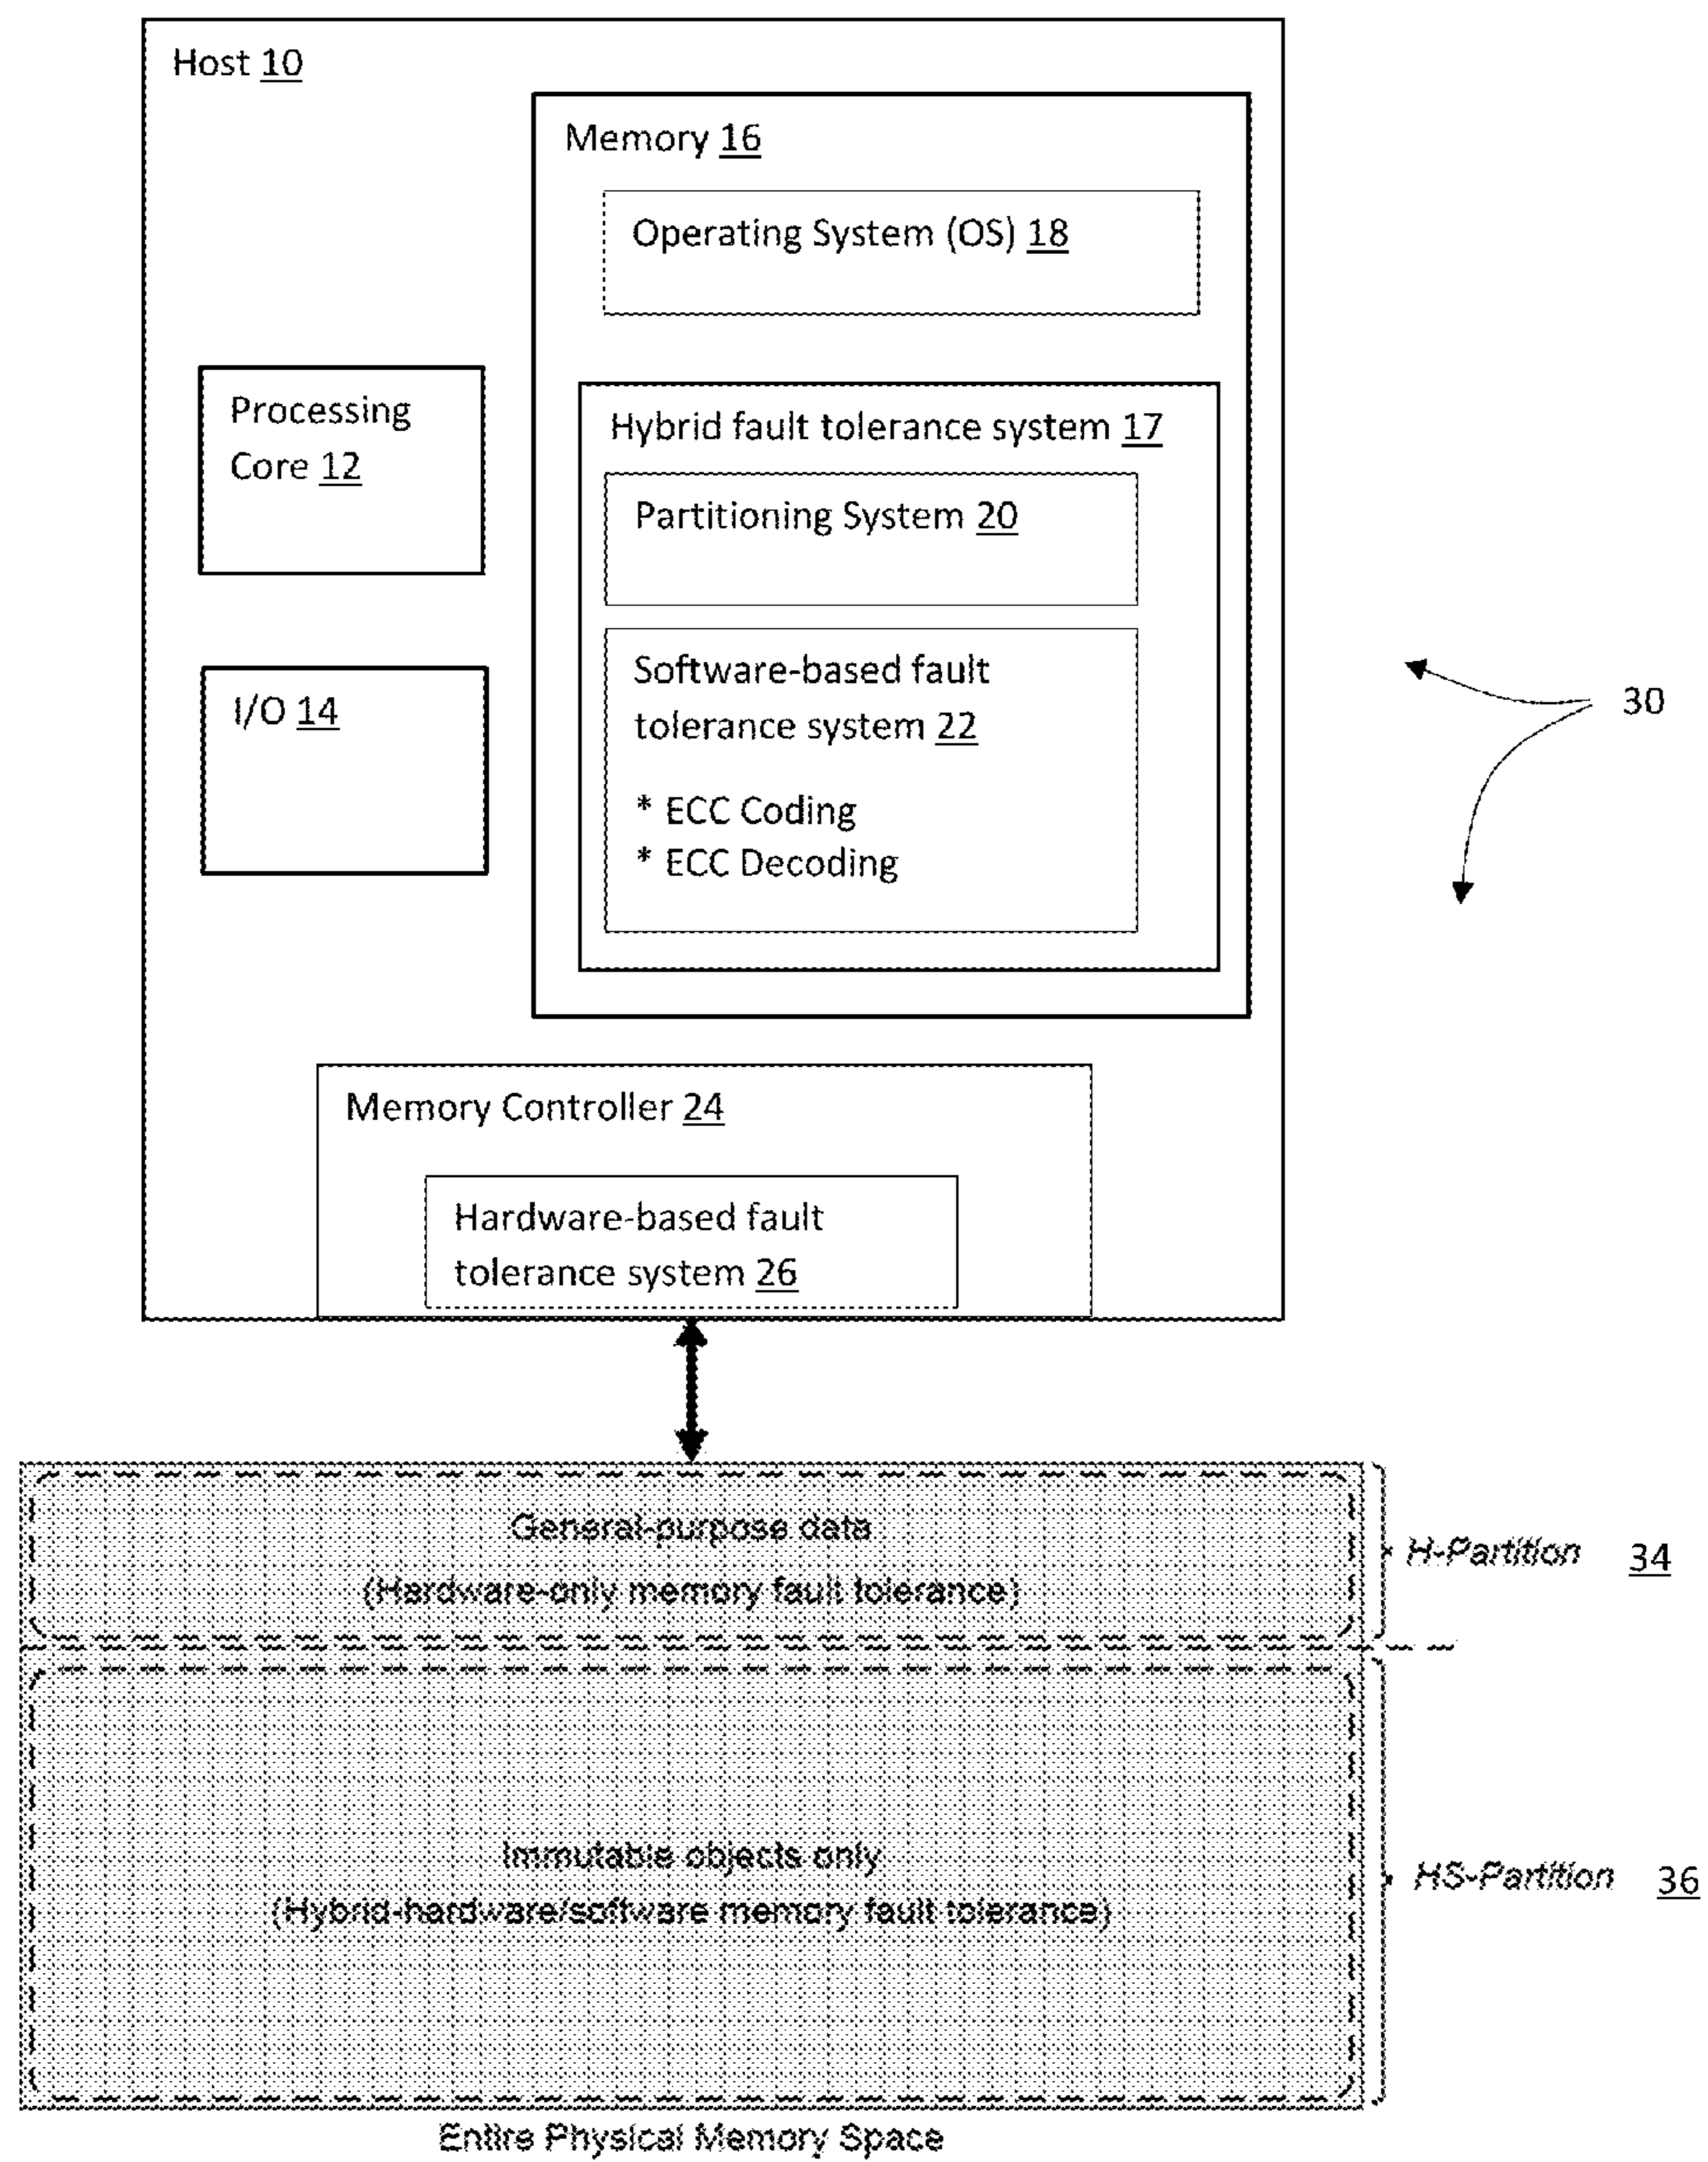 Host 10
Memory 16
Operating System (OS) 18
Processing
Core 12
Hybrid fault tolerance system 17
Partitioning System 20
Software-based fault
tolerance system 22
* ECC Coding
* ECC Decoding
I/O 14
30
Memory Controller 24
Hardware-based fault
tolerance system 26
General-purpose data
(Hardware-only memory fault tolerance)
H-Partition 34
Immutable objects only
(Hybrid-hardware/software memory fault tolerance)
HS-Partition 36
Entire Physical Memory Space